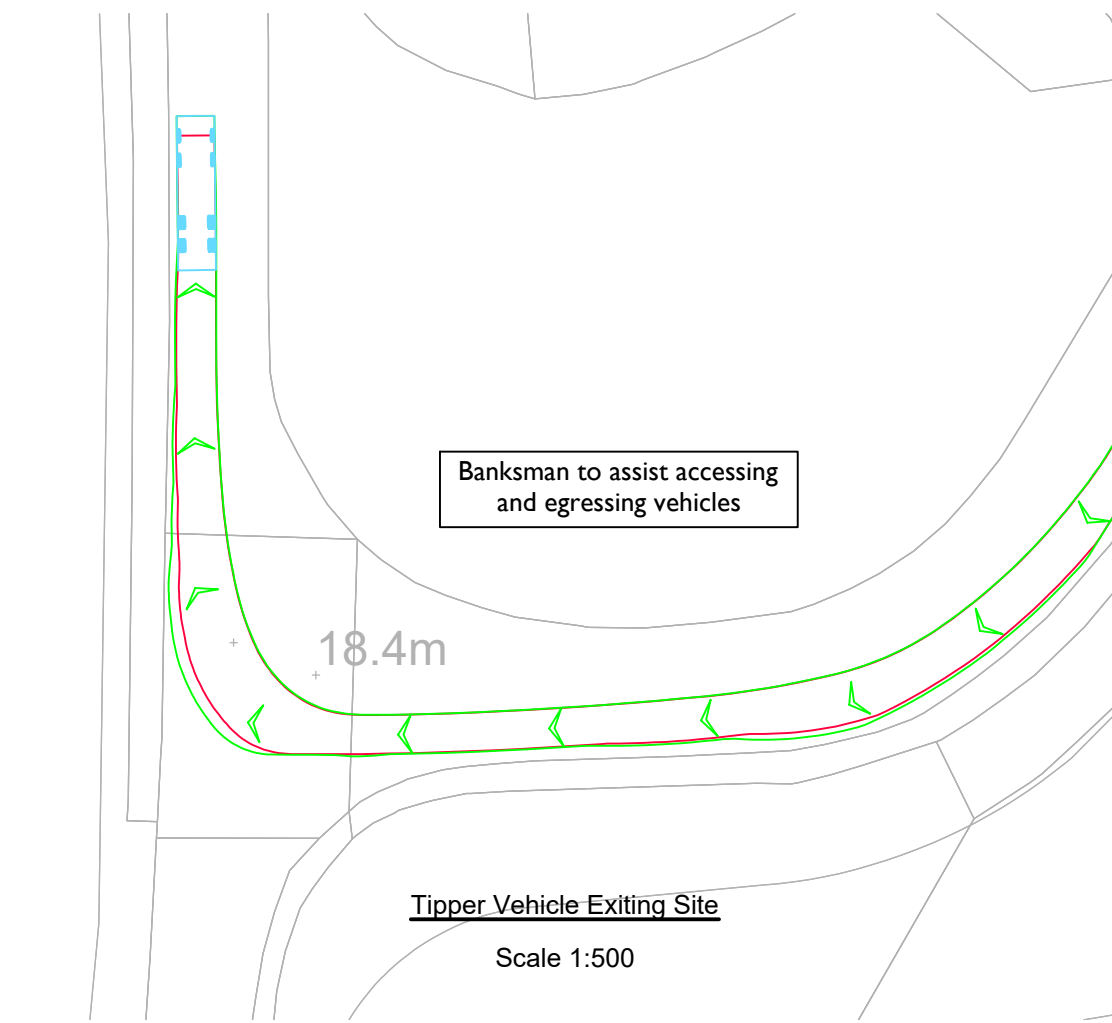 Banksman to assist accessing
and egressing vehicles
18.4m
Tipper Vehicle Exiting Site
Scale 1:500